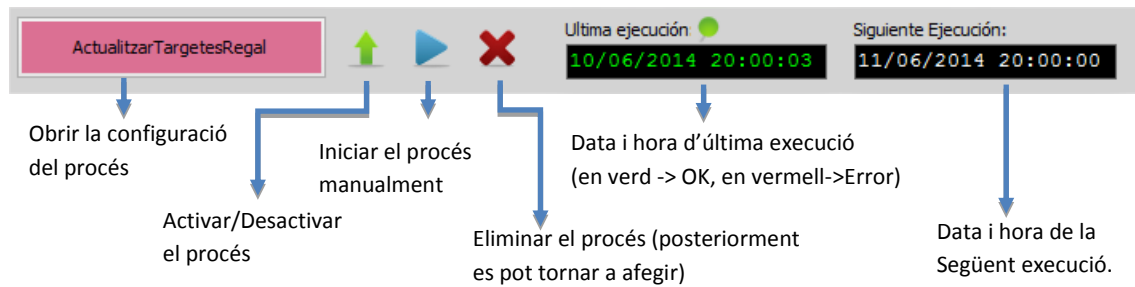 ActualitzarTargetesRegal
Ultima ejecución:
Siguiente Ejecución:
10/06/2014 20:00:03
11/06/2014 20:00:00
Obrir la configuració
del procés
Iniciar el procés
manualment
Data i hora d’última execució
(en verd -> OK, en vermell->Error)
Activar/Desactivar
el procés
Eliminar el procés (posteriorment
es pot tornar a afegir)
Data i hora de la
Següent execució.